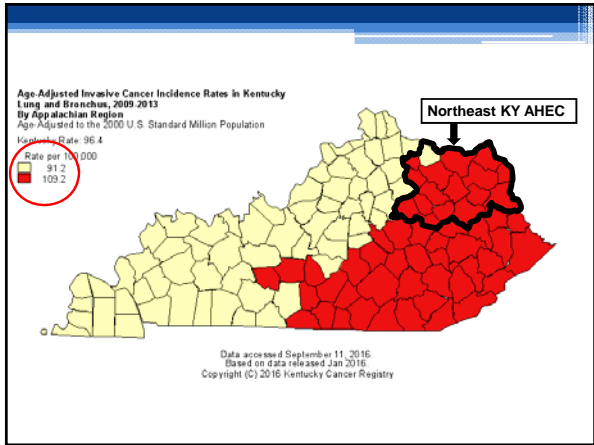 Age-Adjusted Invasive Cancer Incidence Rates in Kentucky
Lung and Bronchus, 2009-2013
By Appalachian Region
Age-Adjusted to the 2000 U.S. Standard Million Population
Kentucky Rate: 96.4
Rate per 100,000
91.2
109.2
Northeast KY AHEC
Data accessed September 11, 2016.
Based on data released Jan 2016.
Copyright (C) 2016 Kentucky Cancer Registry